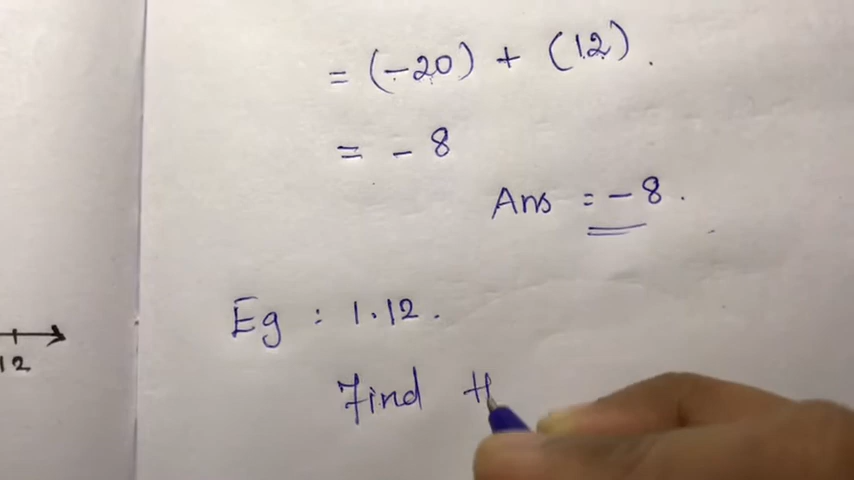 = (-20) + (12).
= - 8
Ans = -8.
12
Eg : 1.12.
Find